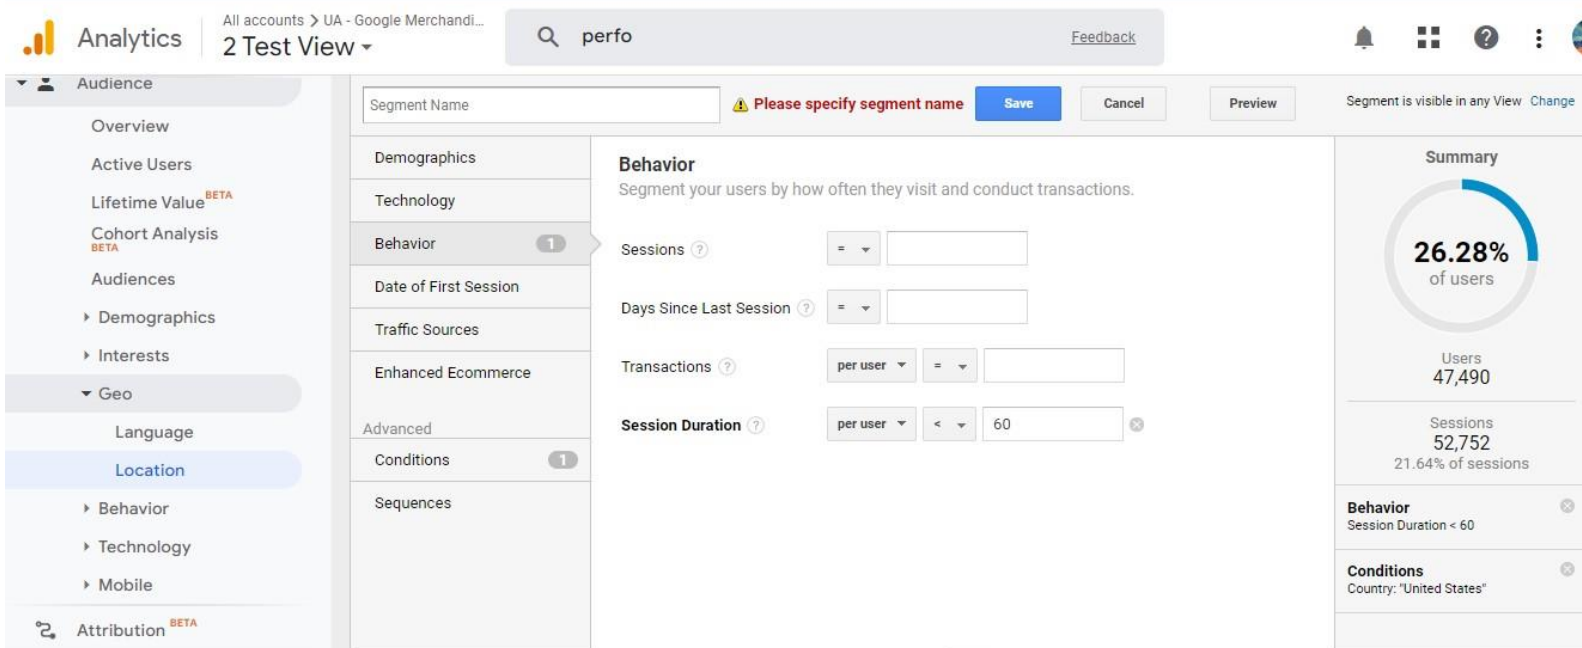 Analytics
All accounts > UA - Google Merchandi...
2 Test View
perfo
Feedback
Audience
Overview
Active Users
Lifetime Value BETA
Cohort Analysis
BETA
Audiences
Demographics
Interests
Geo
Language
Location
Behavior
Technology
Mobile
Attribution BETA
Segment Name
Please specify segment name
Save
Cancel
Preview
Segment is visible in any View Change
Demographics
Technology
Behavior 1
Date of First Session
Traffic Sources
Enhanced Ecommerce
Advanced
Conditions 1
Sequences
Behavior
Segment your users by how often they visit and conduct transactions.
Sessions ? =
Days Since Last Session ? =
Transactions ? per user =
Session Duration ? per user < 60
Summary
26.28%
of users
Users
47,490
Sessions
52,752
21.64% of sessions
Behavior
Session Duration < 60
Conditions
Country: "United States"